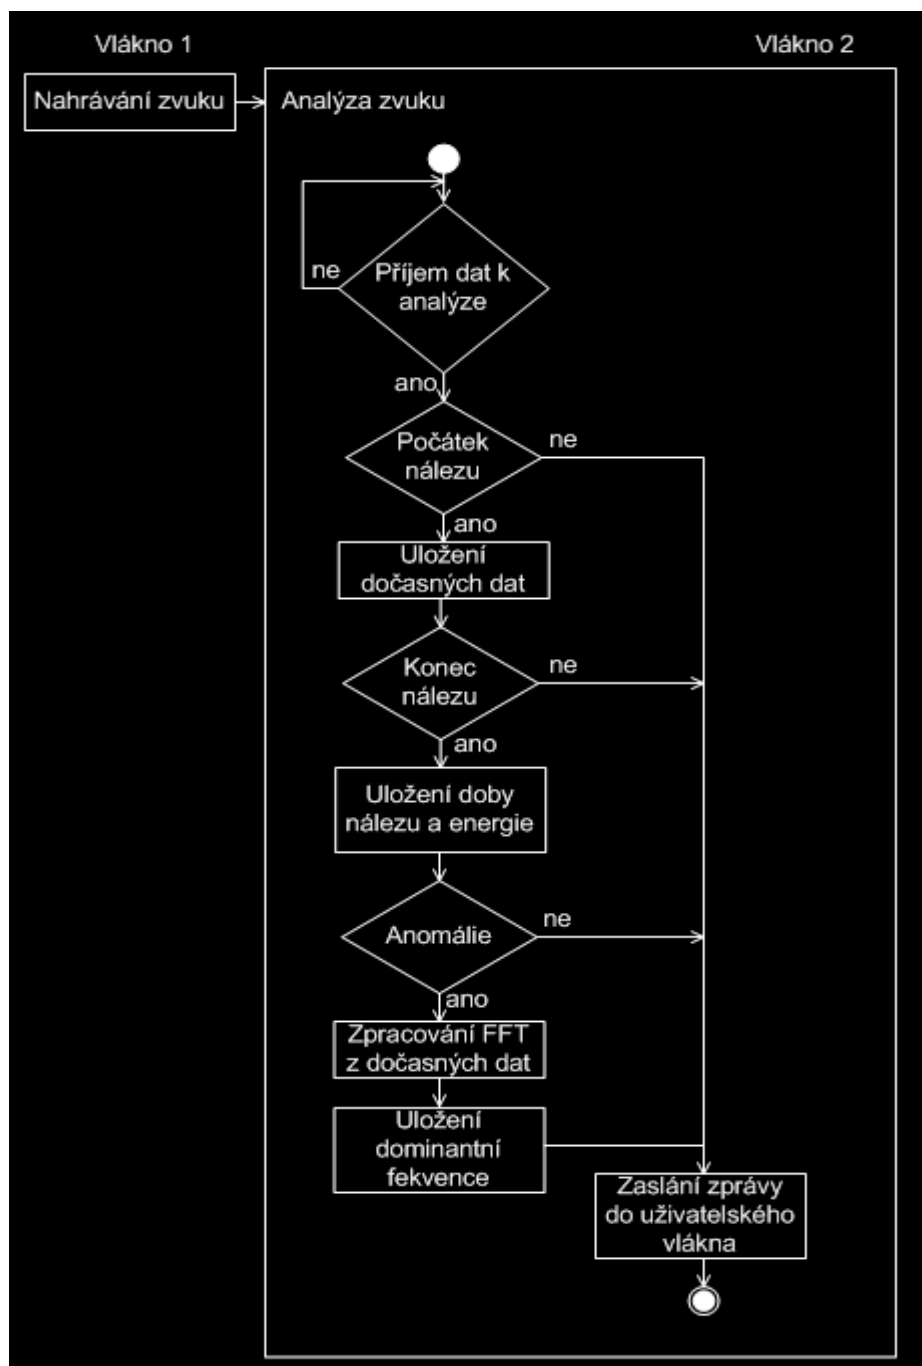 Vlákno 1
Vlákno 2
Nahrávání zvuku
Analýza zvuku
ne
Příjem dat k
analýze
ano
Počátek
nálezu
ne
ano
Uložení
dočasných dat
Konec
nálezu
ne
ano
Uložení doby
nálezu a energie
Anomálie
ne
ano
Zpracování FFT
z dočasných dat
Uložení
dominantní
fekvence
Zaslání zprávy
do uživatelského
vlákna